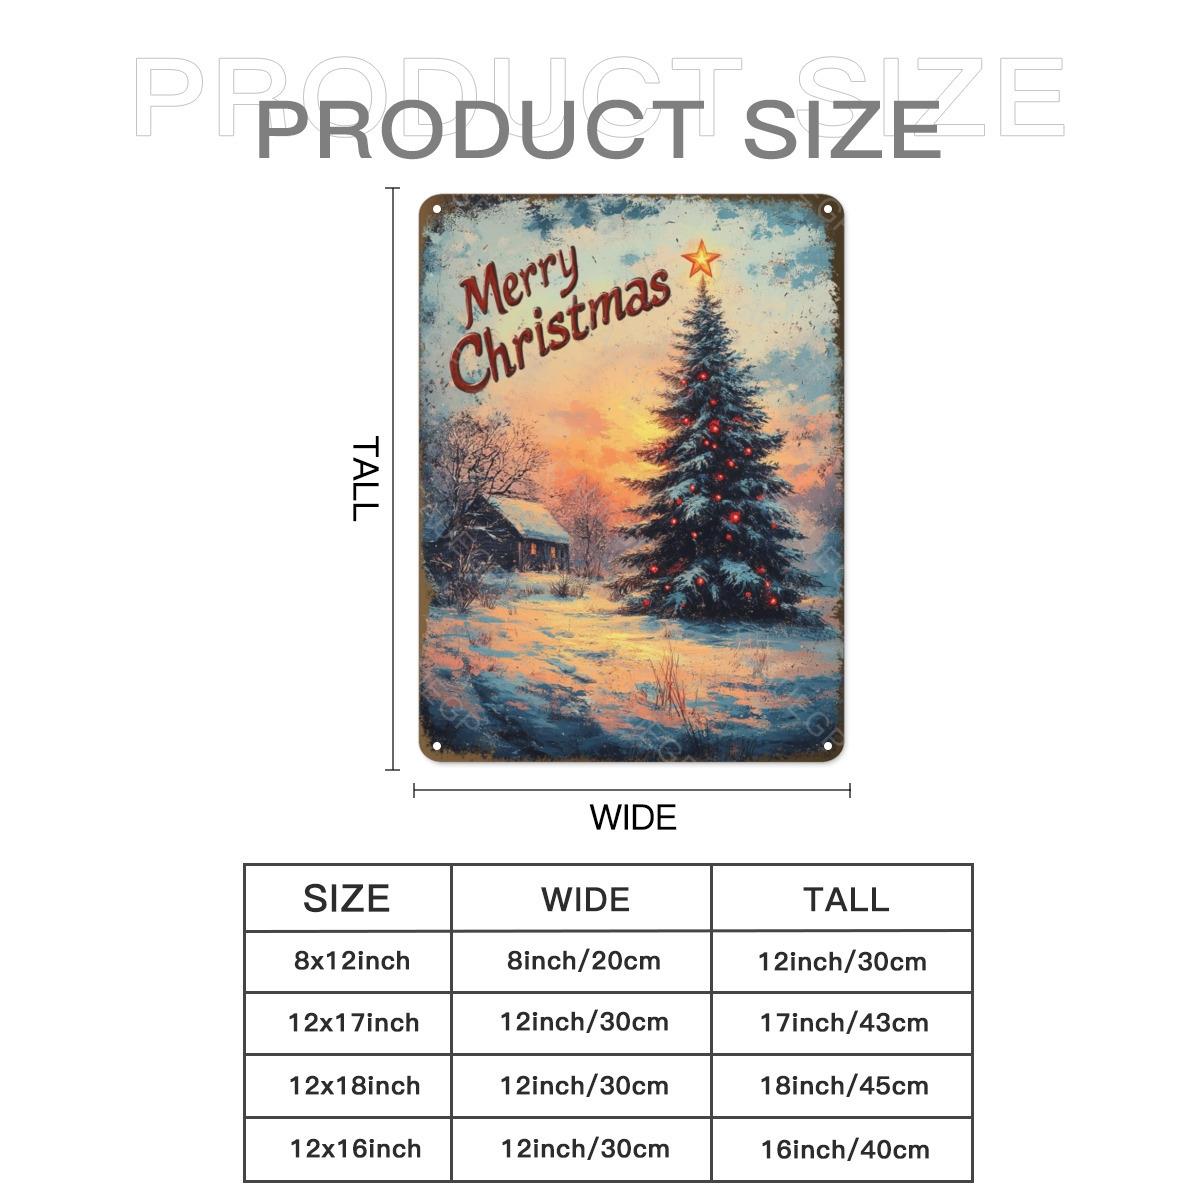 PRODUCT SIZE
PRODUCT SIZE
Merry
Christmas
TALL
WIDE
SIZE WIDE TALL
8x12inch 8inch/20cm 12inch/30cm
12x17inch 12inch/30cm 17inch/43cm
12x18inch 12inch/30cm 18inch/45cm
12x16inch 12inch/30cm 16inch/40cm